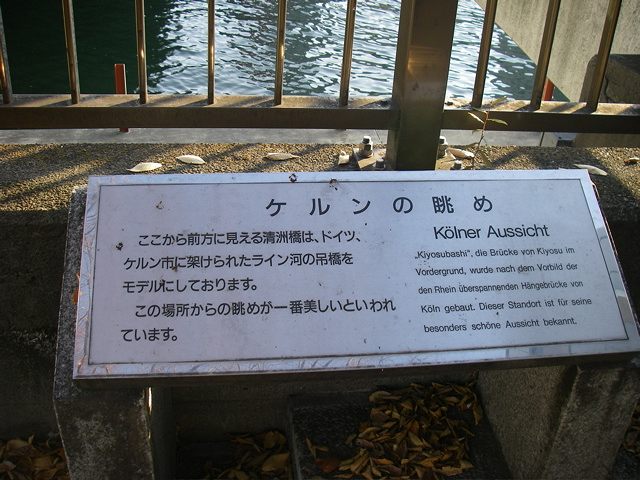 ケルンの眺め
ここから前方に見える清洲橋は、ドイツ、
ケルン市に架けられたライン河の吊橋を
モデルにしております。
この場所からの眺めが一番美しいといわれ
ています。
Kölner Aussicht
„Kiyosubashi", die Brücke von Kiyosu im
Vordergrund, wurde nach dem Vorbild der
den Rhein überspannenden Hängebrücke von
Köln gebaut. Dieser Standort ist für seine
besonders schöne Aussicht bekannt.